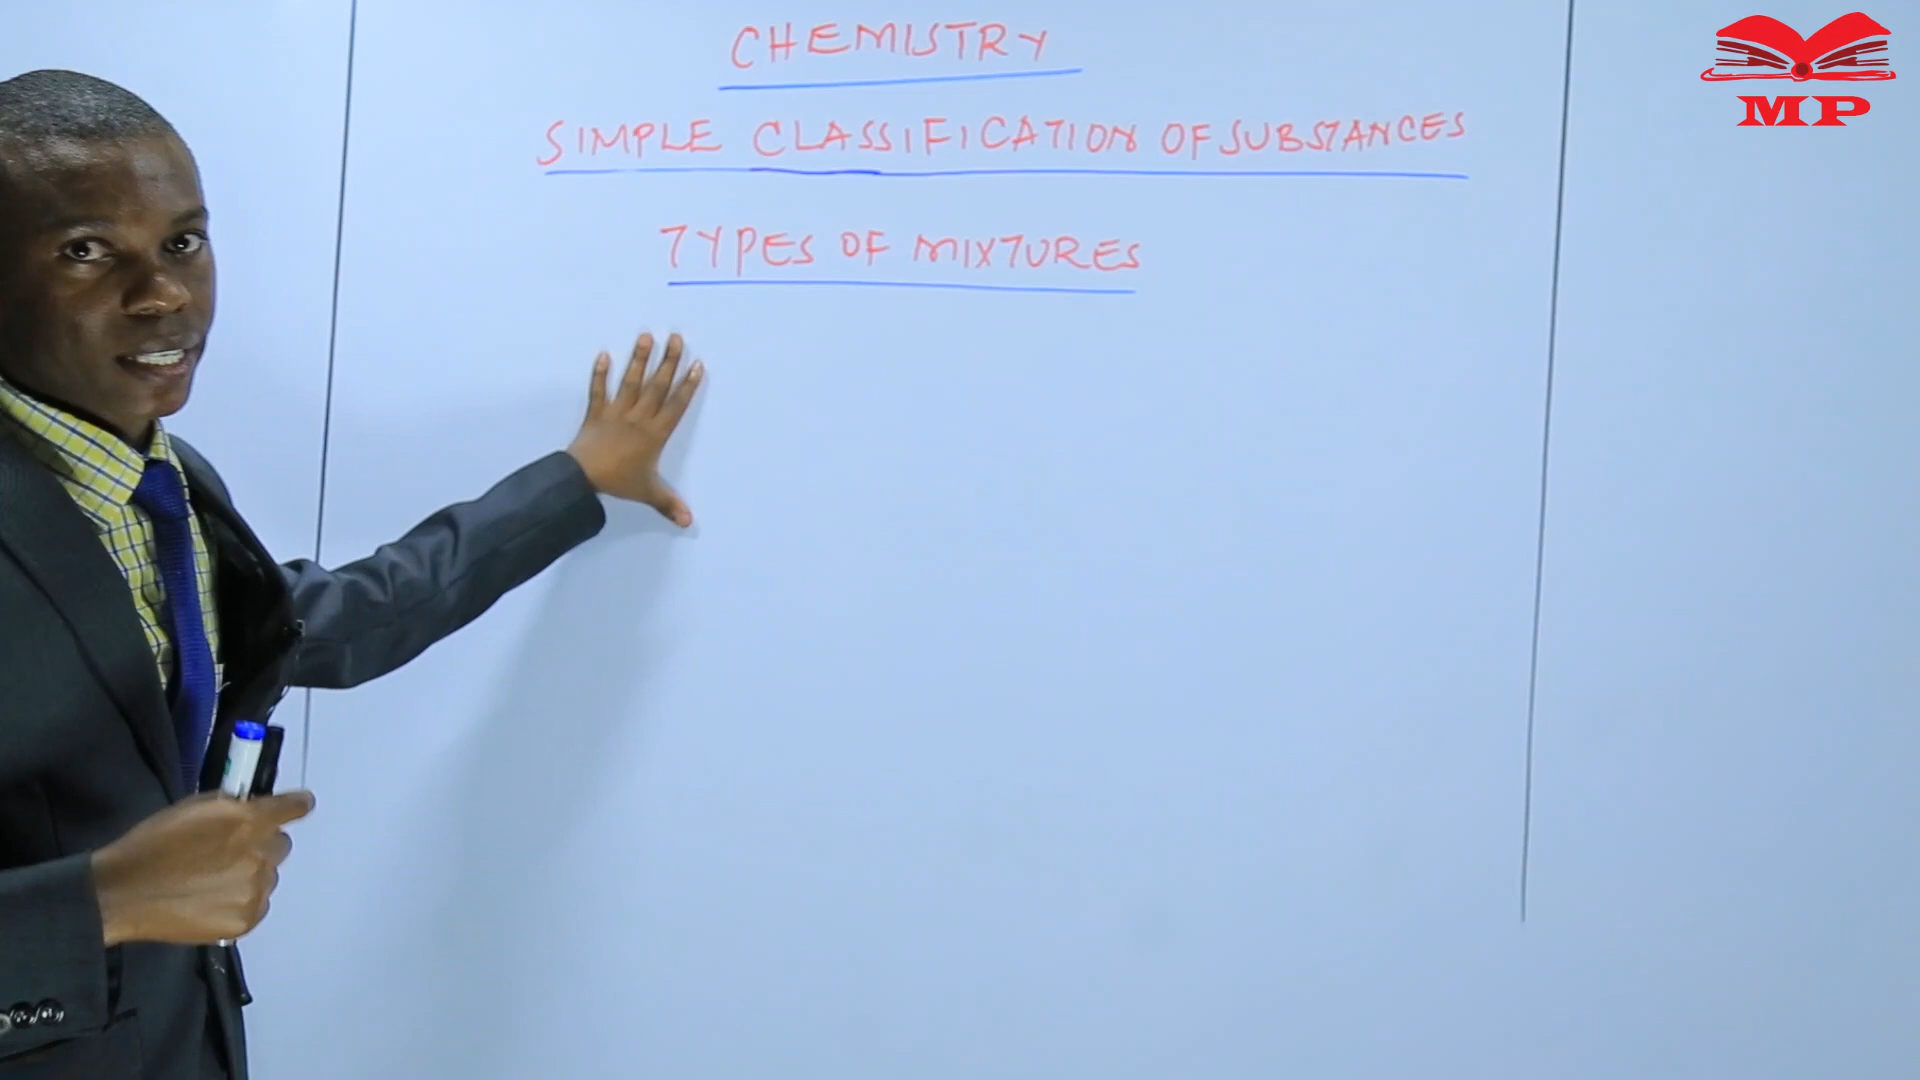 CHEMISTRY
SIMPLE CLASSIFICATION OF SUBSTANCES
TYPES OF MIXTURES
MP